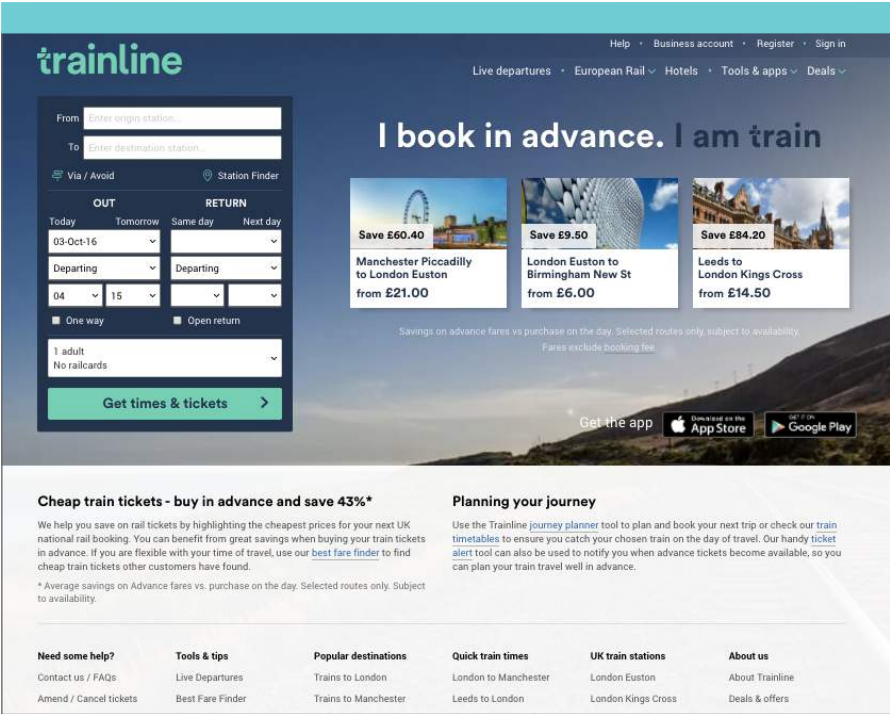 Help · Business account · Register · Sign in
trainline
Live departures · European Rail Hotels · Tools & apps Deals
From Enter origin station...
To Enter destination station...
Via / Avoid Station Finder
OUT RETURN
Today Tomorrow Same day Next day
03-Oct-16
Departing Departing
04 15
One way Open return
1 adult
No railcards
Get times & tickets
I book in advance. I am train
Save £60.40
Manchester Piccadilly
to London Euston
from £21.00
Save £9.50
London Euston to
Birmingham New St
from £6.00
Save £84.20
Leeds to
London Kings Cross
from £14.50
Savings on advance fares vs purchase on the day. Selected routes only, subject to availability.
Fares exclude booking fee.
Get the app
Download on the
App Store
GET IT ON
Google Play
Cheap train tickets - buy in advance and save 43%*
We help you save on rail tickets by highlighting the cheapest prices for your next UK
national rail booking. You can benefit from great savings when buying your train tickets
in advance. If you are flexible with your time of travel, use our best fare finder to find
cheap train tickets other customers have found.
* Average savings on Advance fares vs. purchase on the day. Selected routes only. Subject
to availability.
Planning your journey
Use the Trainline journey planner tool to plan and book your next trip or check our train
timetables to ensure you catch your chosen train on the day of travel. Our handy ticket
alert tool can also be used to notify you when advance tickets become available, so you
can plan your train travel well in advance.
Need some help? Tools & tips Popular destinations Quick train times UK train stations About us
Contact us / FAQs Live Departures Trains to London London to Manchester London Euston About Trainline
Amend / Cancel tickets Best Fare Finder Trains to Manchester Leeds to London London Kings Cross Deals & offers